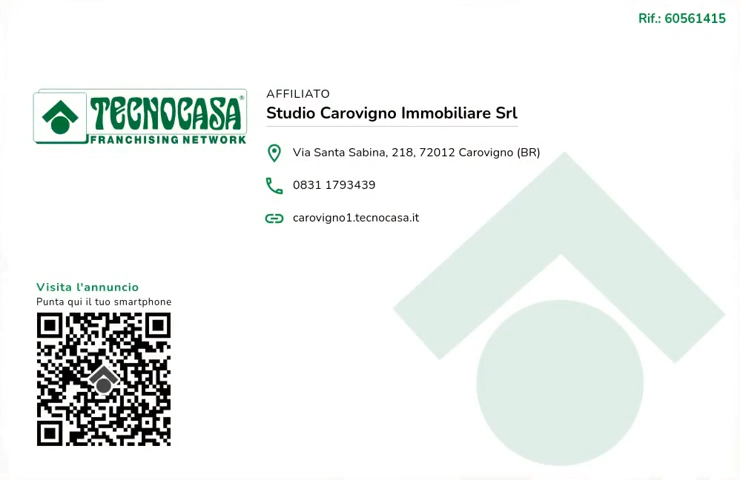 Rif.: 60561415
TECNOCASA®
FRANCHISING NETWORK
AFFILIATO
Studio Carovigno Immobiliare Srl
Via Santa Sabina, 218, 72012 Carovigno (BR)
0831 1793439
carovigno1.tecnocasa.it
Visita l'annuncio
Punta qui il tuo smartphone